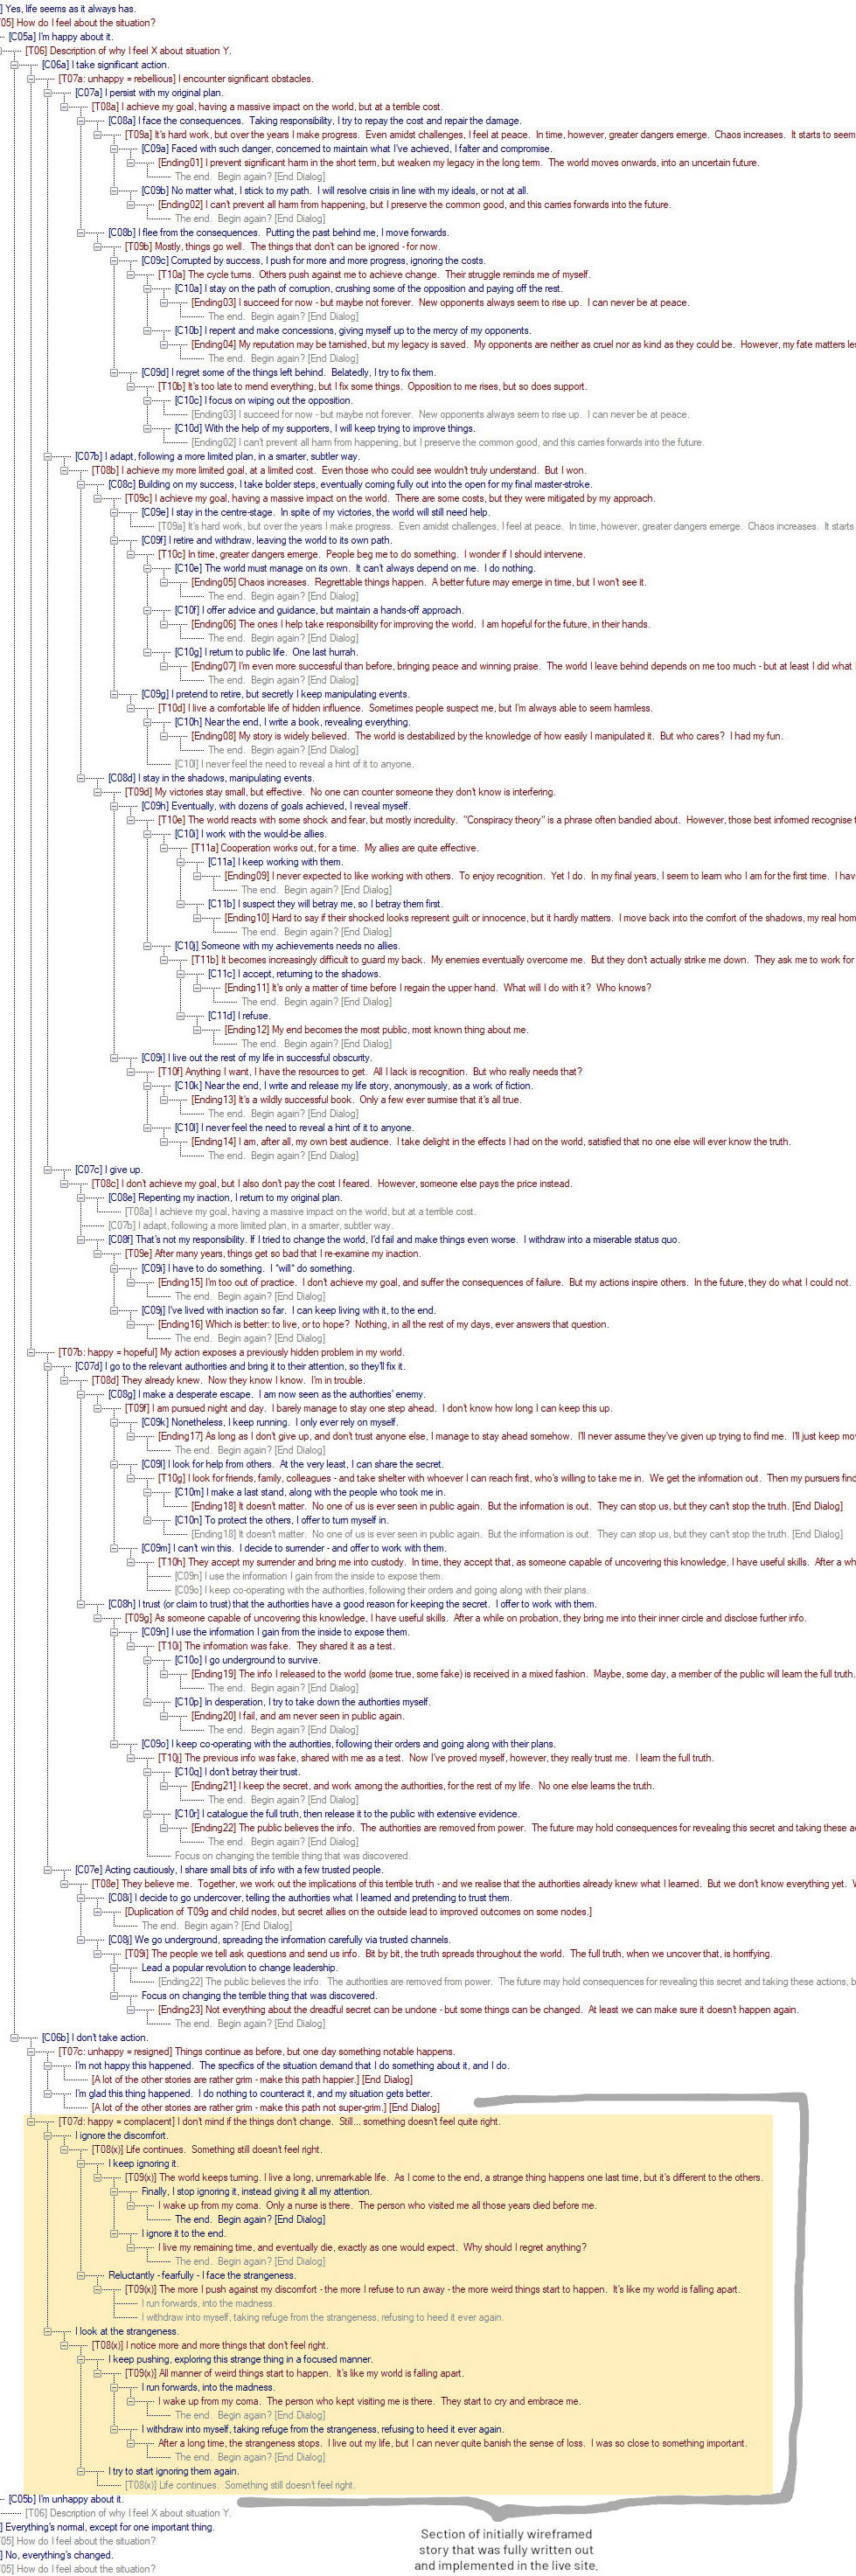 ] Yes, life seems as it always has.
05] How do I feel about the situation?
[C05a] I'm happy about it.
[T06] Description of why I feel X about situation Y.
[C06a] I take significant action.
[T07a: unhappy = rebellious] I encounter significant obstacles.
[C07a] I persist with my original plan.
[T08a] I achieve my goal, having a massive impact on the world, but at a terrible cost.
[C08a] I face the consequences. Taking responsibility, I try to repay the cost and repair the damage.
[T09a] It's hard work, but over the years I make progress. Even amidst challenges, I feel at peace. In time, however, greater dangers emerge. Chaos increases. It starts to seem
[C09a] Faced with such danger, concerned to maintain what I've achieved, I falter and compromise.
[Ending01] I prevent significant harm in the short term, but weaken my legacy in the long term. The world moves onwards, into an uncertain future.
The end. Begin again? [End Dialog]
[C09b] No matter what, I stick to my path. I will resolve crisis in line with my ideals, or not at all.
[Ending02] I can't prevent all harm from happening, but I preserve the common good, and this carries forwards into the future.
The end. Begin again? [End Dialog]
[C08b] I flee from the consequences. Putting the past behind me, I move forwards.
[T09b] Mostly, things go well. The things that don't can be ignored - for now.
[C09c] Corrupted by success, I push for more and more progress, ignoring the costs.
[T10a] The cycle turns. Others push against me to achieve change. Their struggle reminds me of myself.
[C10a] I stay on the path of corruption, crushing some of the opposition and paying off the rest.
[Ending03] I succeed for now - but maybe not forever. New opponents always seem to rise up. I can never be at peace.
The end. Begin again? [End Dialog]
[C10b] I repent and make concessions, giving myself up to the mercy of my opponents.
[Ending04] My reputation may be tarnished, but my legacy is saved. My opponents are neither as cruel nor as kind as they could be. However, my fate matters les
The end. Begin again? [End Dialog]
[C09d] I regret some of the things left behind. Belatedly, I try to fix them.
[T10b] It's too late to mend everything, but I fix some things. Opposition to me rises, but so does support.
[C10c] I focus on wiping out the opposition.
[Ending03] I succeed for now - but maybe not forever. New opponents always seem to rise up. I can never be at peace.
[C10d] With the help of my supporters, I will keep trying to improve things.
[Ending02] I can't prevent all harm from happening, but I preserve the common good, and this carries forwards into the future.
[C07b] I adapt, following a more limited plan, in a smarter, subtler way.
[T08b] I achieve my more limited goal, at a limited cost. Even those who could see wouldn't truly understand. But I won.
[C08c] Building on my success, I take bolder steps, eventually coming fully out into the open for my final master-stroke.
[T09c] I achieve my goal, having a massive impact on the world. There are some costs, but they were mitigated by my approach.
[C09e] I stay in the centre-stage. In spite of my victories, the world will still need help.
[T09a] It's hard work, but over the years I make progress. Even amidst challenges, I feel at peace. In time, however, greater dangers emerge. Chaos increases. It starts
[C09f] I retire and withdraw, leaving the world to its own path.
[T10c] In time, greater dangers emerge. People beg me to do something. I wonder if I should intervene.
[C10e] The world must manage on its own. It can't always depend on me. I do nothing.
[Ending05] Chaos increases. Regrettable things happen. A better future may emerge in time, but I won't see it.
The end. Begin again? [End Dialog]
[C10f] I offer advice and guidance, but maintain a hands-off approach.
[Ending06] The ones I help take responsibility for improving the world. I am hopeful for the future, in their hands.
The end. Begin again? [End Dialog]
[C10g] I return to public life. One last hurrah.
[Ending07] I'm even more successful than before, bringing peace and winning praise. The world I leave behind depends on me too much - but at least I did what
The end. Begin again? [End Dialog]
[C09g] I pretend to retire, but secretly I keep manipulating events.
[T10d] I live a comfortable life of hidden influence. Sometimes people suspect me, but I'm always able to seem harmless.
[C10h] Near the end, I write a book, revealing everything.
[Ending08] My story is widely believed. The world is destabilized by the knowledge of how easily I manipulated it. But who cares? I had my fun.
The end. Begin again? [End Dialog]
[C10l] I never feel the need to reveal a hint of it to anyone.
[C08d] I stay in the shadows, manipulating events.
[T09d] My victories stay small, but effective. No one can counter someone they don't know is interfering.
[C09h] Eventually, with dozens of goals achieved, I reveal myself.
[T10e] The world reacts with some shock and fear, but mostly incredulity. "Conspiracy theory" is a phrase often bandied about. However, those best informed recognise t
[C10i] I work with the would-be allies.
[T11a] Cooperation works out, for a time. My allies are quite effective.
[C11a] I keep working with them.
[Ending09] I never expected to like working with others. To enjoy recognition. Yet I do. In my final years, I seem to learn who I am for the first time. I hav
The end. Begin again? [End Dialog]
[C11b] I suspect they will betray me, so I betray them first.
[Ending10] Hard to say if their shocked looks represent guilt or innocence, but it hardly matters. I move back into the comfort of the shadows, my real hom
The end. Begin again? [End Dialog]
[C10j] Someone with my achievements needs no allies.
[T11b] It becomes increasingly difficult to guard my back. My enemies eventually overcome me. But they don't actually strike me down. They ask me to work for
[C11c] I accept, returning to the shadows.
[Ending11] It's only a matter of time before I regain the upper hand. What will I do with it? Who knows?
The end. Begin again? [End Dialog]
[C11d] I refuse.
[Ending12] My end becomes the most public, most known thing about me.
The end. Begin again? [End Dialog]
[C09i] I live out the rest of my life in successful obscurity.
[T10f] Anything I want, I have the resources to get. All I lack is recognition. But who really needs that?
[C10k] Near the end, I write and release my life story, anonymously, as a work of fiction.
[Ending13] It's a wildly successful book. Only a few ever surmise that it's all true.
The end. Begin again? [End Dialog]
[C10l] I never feel the need to reveal a hint of it to anyone.
[Ending14] I am, after all, my own best audience. I take delight in the effects I had on the world, satisfied that no one else will ever know the truth.
The end. Begin again? [End Dialog]
[C07c] I give up.
[T08c] I don't achieve my goal, but I also don't pay the cost I feared. However, someone else pays the price instead.
[C08e] Repenting my inaction, I return to my original plan.
[T08a] I achieve my goal, having a massive impact on the world, but at a terrible cost.
[C07b] I adapt, following a more limited plan, in a smarter, subtler way.
[C08f] That's not my responsibility. If I tried to change the world, I'd fail and make things even worse. I withdraw into a miserable status quo.
[T09e] After many years, things get so bad that I re-examine my inaction.
[C09i] I have to do something. I *will* do something.
[Ending15] I'm too out of practice. I don't achieve my goal, and suffer the consequences of failure. But my actions inspire others. In the future, they do what I could not.
The end. Begin again? [End Dialog]
[C09j] I've lived with inaction so far. I can keep living with it, to the end.
[Ending16] Which is better: to live, or to hope? Nothing, in all the rest of my days, ever answers that question.
The end. Begin again? [End Dialog]
[T07b: happy = hopeful] My action exposes a previously hidden problem in my world.
[C07d] I go to the relevant authorities and bring it to their attention, so they'll fix it.
[T08d] They already knew. Now they know I know. I'm in trouble.
[C08g] I make a desperate escape. I am now seen as the authorities' enemy.
[T09f] I am pursued night and day. I barely manage to stay one step ahead. I don't know how long I can keep this up.
[C09k] Nonetheless, I keep running. I only ever rely on myself.
[Ending17] As long as I don't give up, and don't trust anyone else, I manage to stay ahead somehow. I'll never assume they've given up trying to find me. I'll just keep mo
The end. Begin again? [End Dialog]
[C09l] I look for help from others. At the very least, I can share the secret.
[T10g] I look for friends, family, colleagues - and take shelter with whoever I can reach first, who's willing to take me in. We get the information out. Then my pursuers find
[C10m] I make a last stand, along with the people who took me in.
[Ending18] It doesn't matter. No one of us is ever seen in public again. But the information is out. They can stop us, but they can't stop the truth. [End Dialog]
[C10n] To protect the others, I offer to turn myself in.
[Ending18] It doesn't matter. No one of us is ever seen in public again. But the information is out. They can stop us, but they can't stop the truth. [End Dialog]
[C09m] I can't win this. I decide to surrender - and offer to work with them.
[T10h] They accept my surrender and bring me into custody. In time, they accept that, as someone capable of uncovering this knowledge, I have useful skills. After a wh
[C09n] I use the information I gain from the inside to expose them.
[C09o] I keep co-operating with the authorities, following their orders and going along with their plans.
[C08h] I trust (or claim to trust) that the authorities have a good reason for keeping the secret. I offer to work with them.
[T09g] As someone capable of uncovering this knowledge, I have useful skills. After a while on probation, they bring me into their inner circle and disclose further info.
[C09n] I use the information I gain from the inside to expose them.
[T10i] The information was fake. They shared it as a test.
[C10o] I go underground to survive.
[Ending19] The info I released to the world (some true, some fake) is received in a mixed fashion. Maybe, some day, a member of the public will learn the full truth.
The end. Begin again? [End Dialog]
[C10p] In desperation, I try to take down the authorities myself.
[Ending20] I fail, and am never seen in public again.
The end. Begin again? [End Dialog]
[C09o] I keep co-operating with the authorities, following their orders and going along with their plans.
[T10j] The previous info was fake, shared with me as a test. Now I've proved myself, however, they really trust me. I learn the full truth.
[C10q] I don't betray their trust.
[Ending21] I keep the secret, and work among the authorities, for the rest of my life. No one else learns the truth.
The end. Begin again? [End Dialog]
[C10r] I catalogue the full truth, then release it to the public with extensive evidence.
[Ending22] The public believes the info. The authorities are removed from power. The future may hold consequences for revealing this secret and taking these a
The end. Begin again? [End Dialog]
Focus on changing the terrible thing that was discovered.
[C07e] Acting cautiously, I share small bits of info with a few trusted people.
[T08e] They believe me. Together, we work out the implications of this terrible truth - and we realise that the authorities already knew what I learned. But we don't know everything yet.
[C08i] I decide to go undercover, telling the authorities what I learned and pretending to trust them.
[Duplication of T09g and child nodes, but secret allies on the outside lead to improved outcomes on some nodes.]
The end. Begin again? [End Dialog]
[C08j] We go underground, spreading the information carefully via trusted channels.
[T09i] The people we tell ask questions and send us info. Bit by bit, the truth spreads throughout the world. The full truth, when we uncover that, is horrifying.
Lead a popular revolution to change leadership.
[Ending22] The public believes the info. The authorities are removed from power. The future may hold consequences for revealing this secret and taking these actions, b
Focus on changing the terrible thing that was discovered.
[Ending23] Not everything about the dreadful secret can be undone - but some things can be changed. At least we can make sure it doesn't happen again.
The end. Begin again? [End Dialog]
[C06b] I don't take action.
[T07c: unhappy = resigned] Things continue as before, but one day something notable happens.
I'm not happy this happened. The specifics of the situation demand that I do something about it, and I do.
[A lot of the other stories are rather grim - make this path happier.] [End Dialog]
I'm glad this thing happened. I do nothing to counteract it, and my situation gets better.
[A lot of the other stories are rather grim - make this path not super-grim.] [End Dialog]
[T07d: happy = complacent] I don't mind if the things don't change. Still... something doesn't feel quite right.
I ignore the discomfort.
[T08(x)] Life continues. Something still doesn't feel right.
I keep ignoring it.
[T09(x)] The world keeps turning. I live a long, unremarkable life. As I come to the end, a strange thing happens one last time, but it's different to the others.
Finally, I stop ignoring it, instead giving it all my attention.
I wake up from my coma. Only a nurse is there. The person who visited me all those years died before me.
The end. Begin again? [End Dialog]
I ignore it to the end.
I live my remaining time, and eventually die, exactly as one would expect. Why should I regret anything?
The end. Begin again? [End Dialog]
Reluctantly - fearfully - I face the strangeness.
[T09(x)] The more I push against my discomfort - the more I refuse to run away - the more weird things start to happen. It's like my world is falling apart.
I run forwards, into the madness.
I withdraw into myself, taking refuge from the strangeness, refusing to heed it ever again.
I look at the strangeness.
[T08(x)] I notice more and more things that don't feel right.
I keep pushing, exploring this strange thing in a focused manner.
[T09(x)] All manner of weird things start to happen. It's like my world is falling apart.
I run forwards, into the madness.
I wake up from my coma. The person who kept visiting me is there. They start to cry and embrace me.
The end. Begin again? [End Dialog]
I withdraw into myself, taking refuge from the strangeness, refusing to heed it ever again.
After a long time, the strangeness stops. I live out my life, but I can never quite banish the sense of loss. I was so close to something important.
The end. Begin again? [End Dialog]
I try to start ignoring them again.
[T08(x)] Life continues. Something still doesn't feel right.
[C05b] I'm unhappy about it.
[T06] Description of why I feel X about situation Y.
] Everything's normal, except for one important thing.
05] How do I feel about the situation?
] No, everything's changed.
05] How do I feel about the situation?
Section of initially wireframed
story that was fully written out
and implemented in the live site.